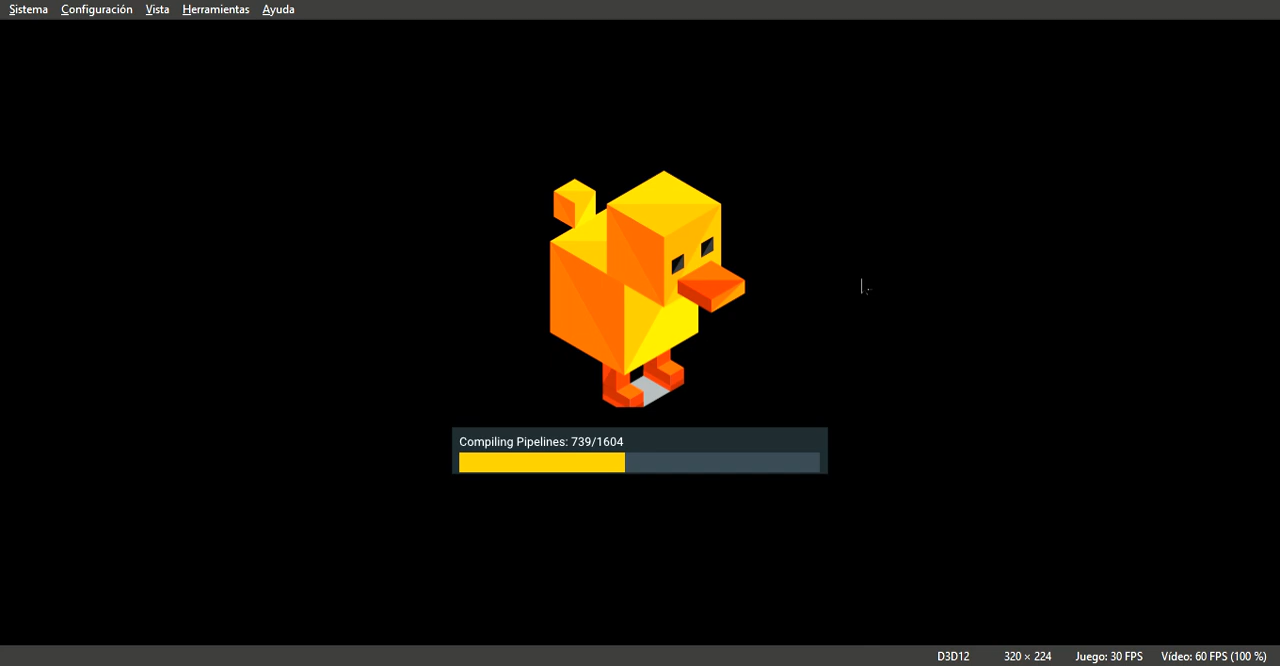 Sistema Configuración Vista Herramientas Ayuda
Compiling Pipelines: 739/1604
D3D12 320 × 224 Juego: 30 FPS Vídeo: 60 FPS (100 %)